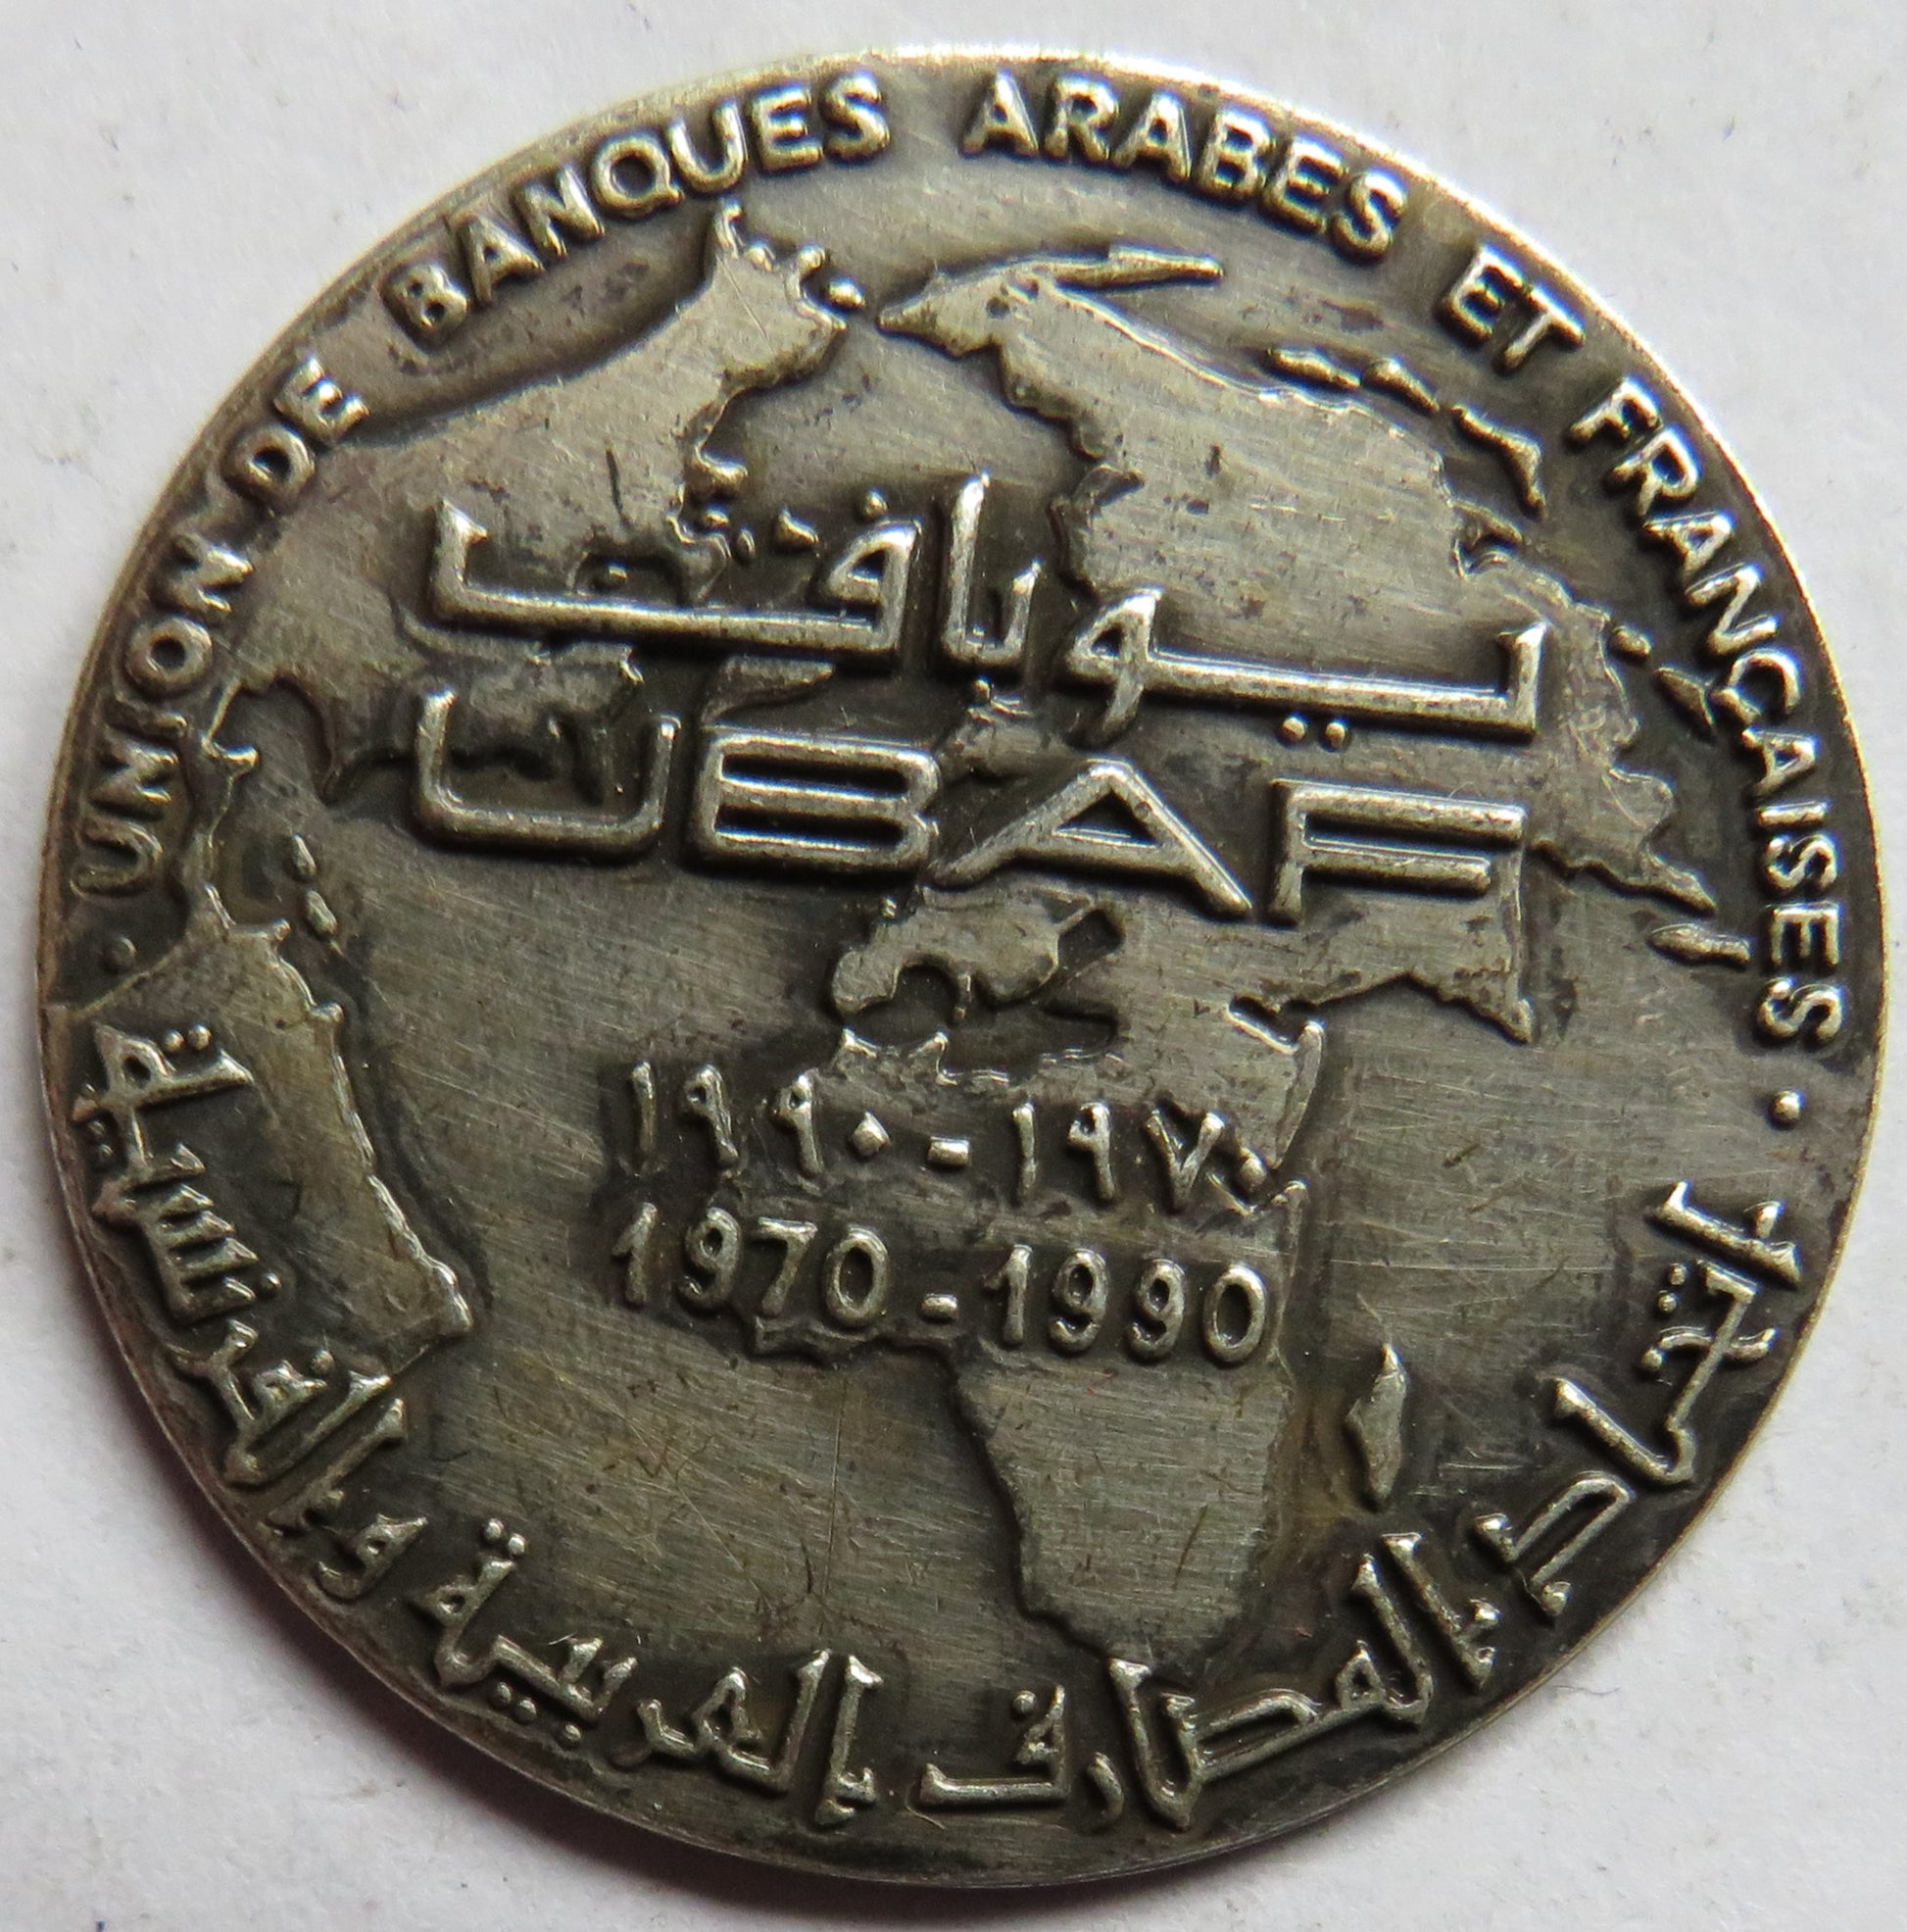 · UNION DE BANQUES ARABES ET FRANÇAISES ·
يوباف
UBAF
١٩٩٠-١٩٧٠
1970-1990
اتحاد المصارف العربية والفرنسية